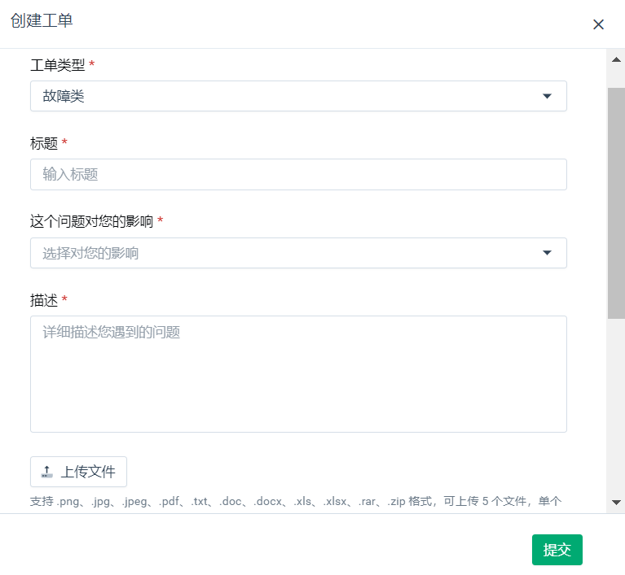 创建工单
工单类型 *
故障类
标题 *
输入标题
这个问题对您的影响 *
选择对您的影响
描述 *
详细描述您遇到的问题
上传文件
支持 .png、.jpg、.jpeg、.pdf、.txt、.doc、.docx、.xls、.xlsx、.rar、.zip 格式，可上传 5 个文件，单个
提交